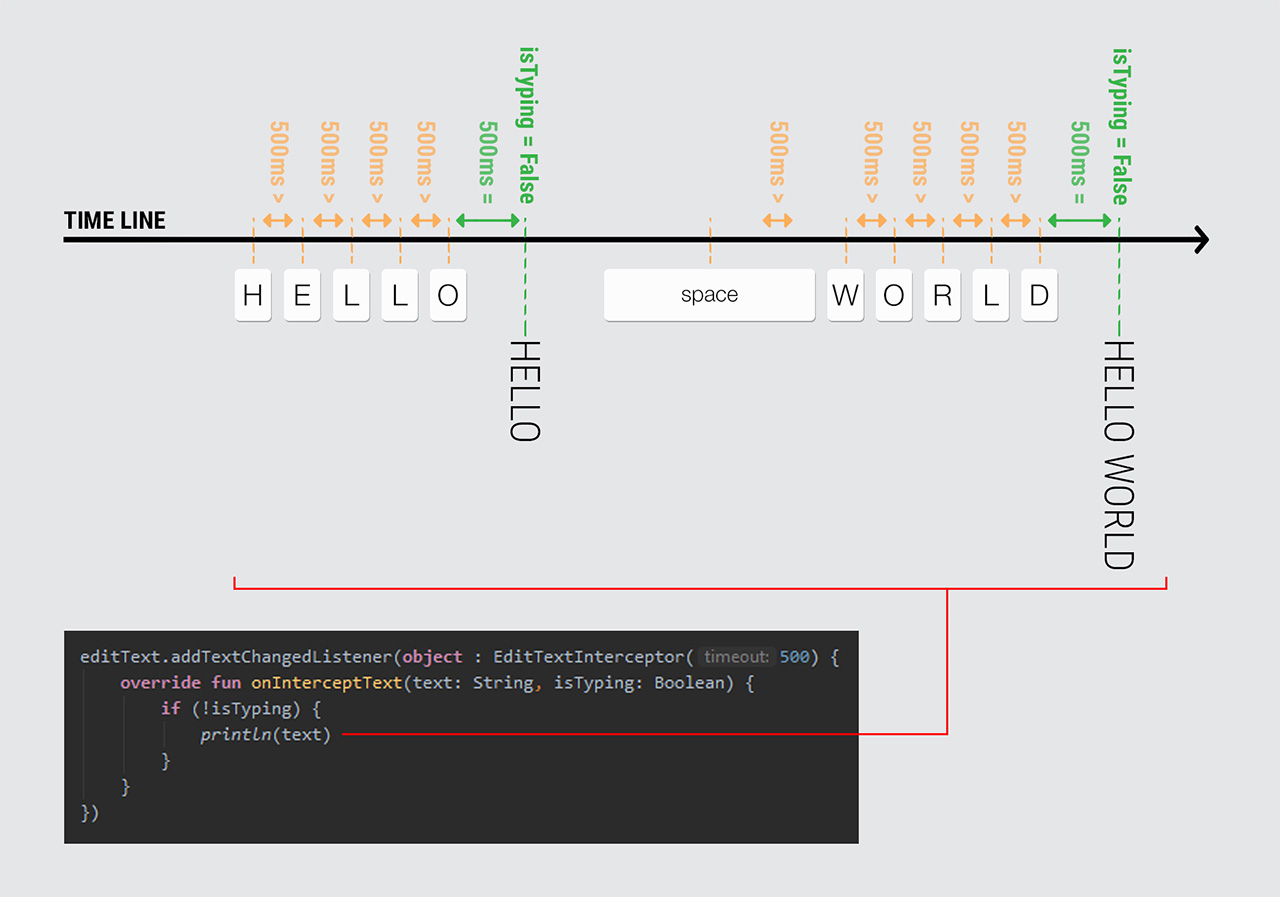 isTyping = False
isTyping = False
500ms >
500ms >
500ms >
500ms >
500ms =
500ms >
500ms >
500ms >
500ms >
500ms >
500ms =
TIME LINE
H E L L O space W O R L D
HELLO
HELLO WORLD
editText.addTextChangedListener(object : EditTextInterceptor( timeout: 500) {
override fun onInterceptText(text: String, isTyping: Boolean) {
if (!isTyping) {
println(text)
}
}
})